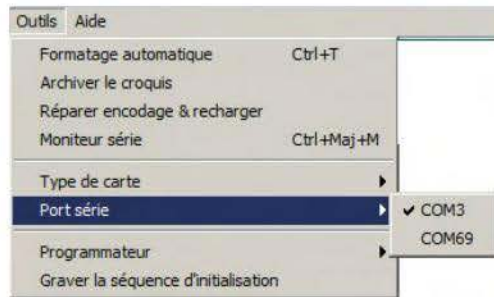 Outils Aide
Formatage automatique Ctrl+T
Archiver le croquis
Réparer encodage & recharger
Moniteur série Ctrl+Maj+M
Type de carte
Port série
COM3
COM69
Programmateur
Graver la séquence d'initialisation